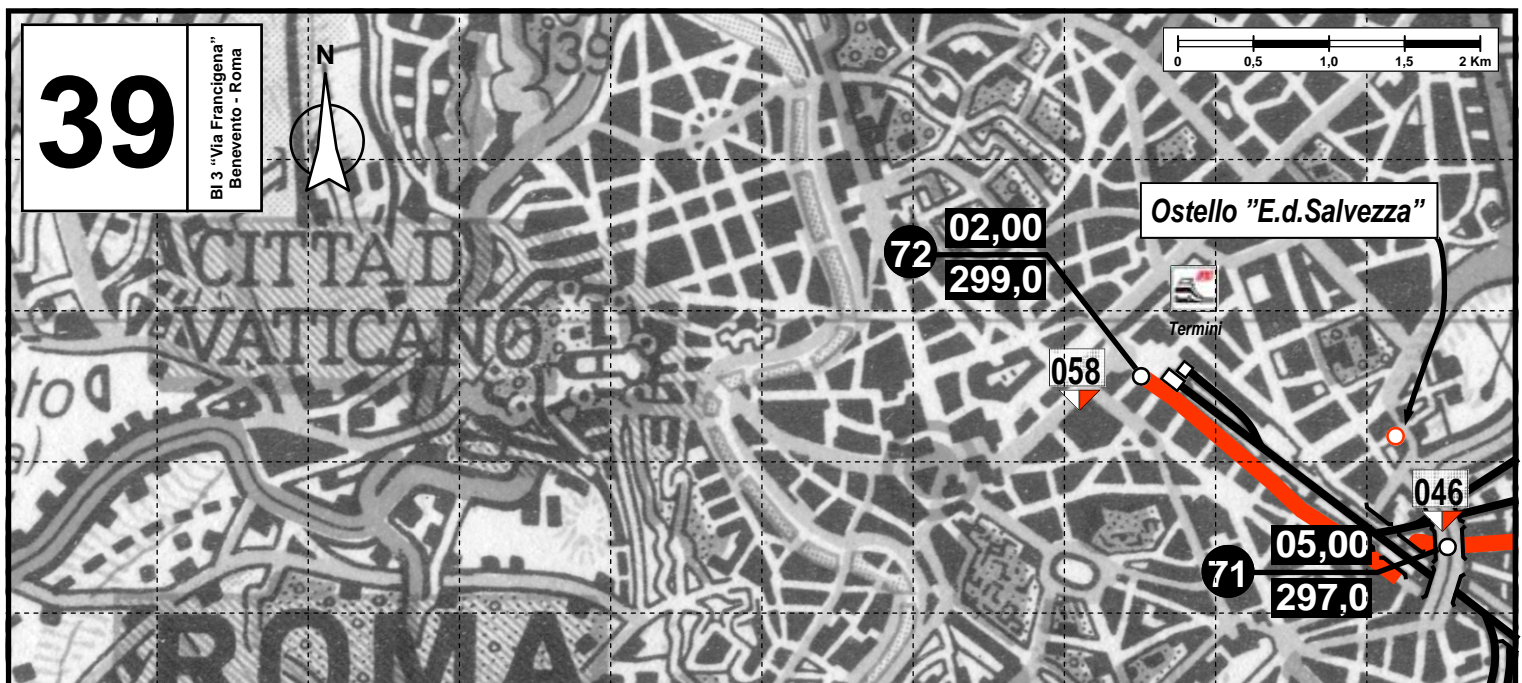 39
BI 3 “Via Francigena”
Benevento - Roma
N
139
0 0,5 1,0 1,5 2 Km
Ostello ”E.d.Salvezza”
CITTA D
VATICANO
72
02,00
299,0
Termini
058
046
71
05,00
297,0
ROMA